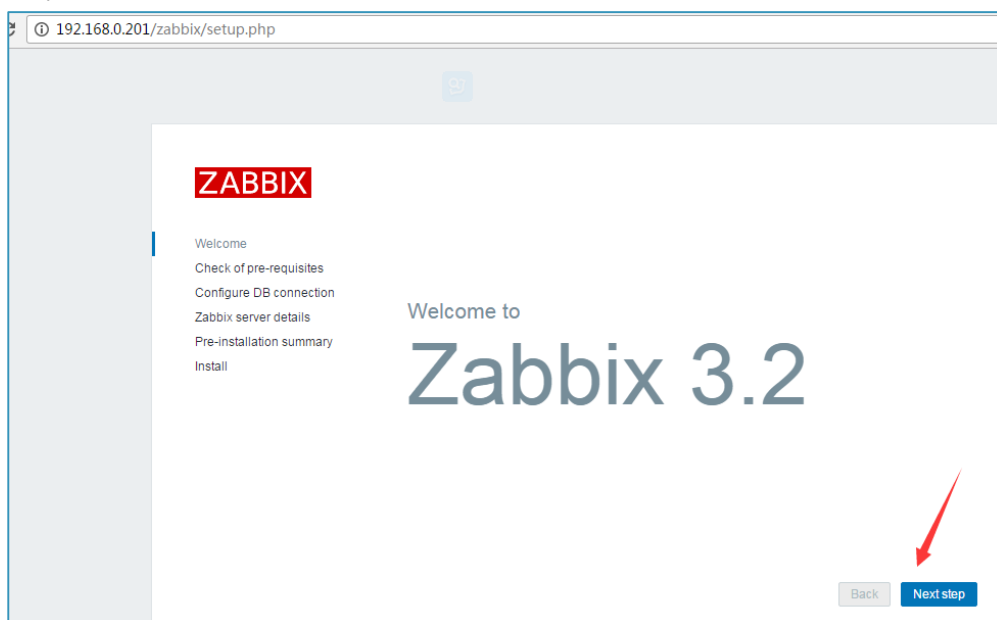 192.168.0.201/zabbix/setup.php
ZABBIX
Welcome
Check of pre-requisites
Configure DB connection
Zabbix server details
Pre-installation summary
Install
Welcome to
Zabbix 3.2
Back
Next step